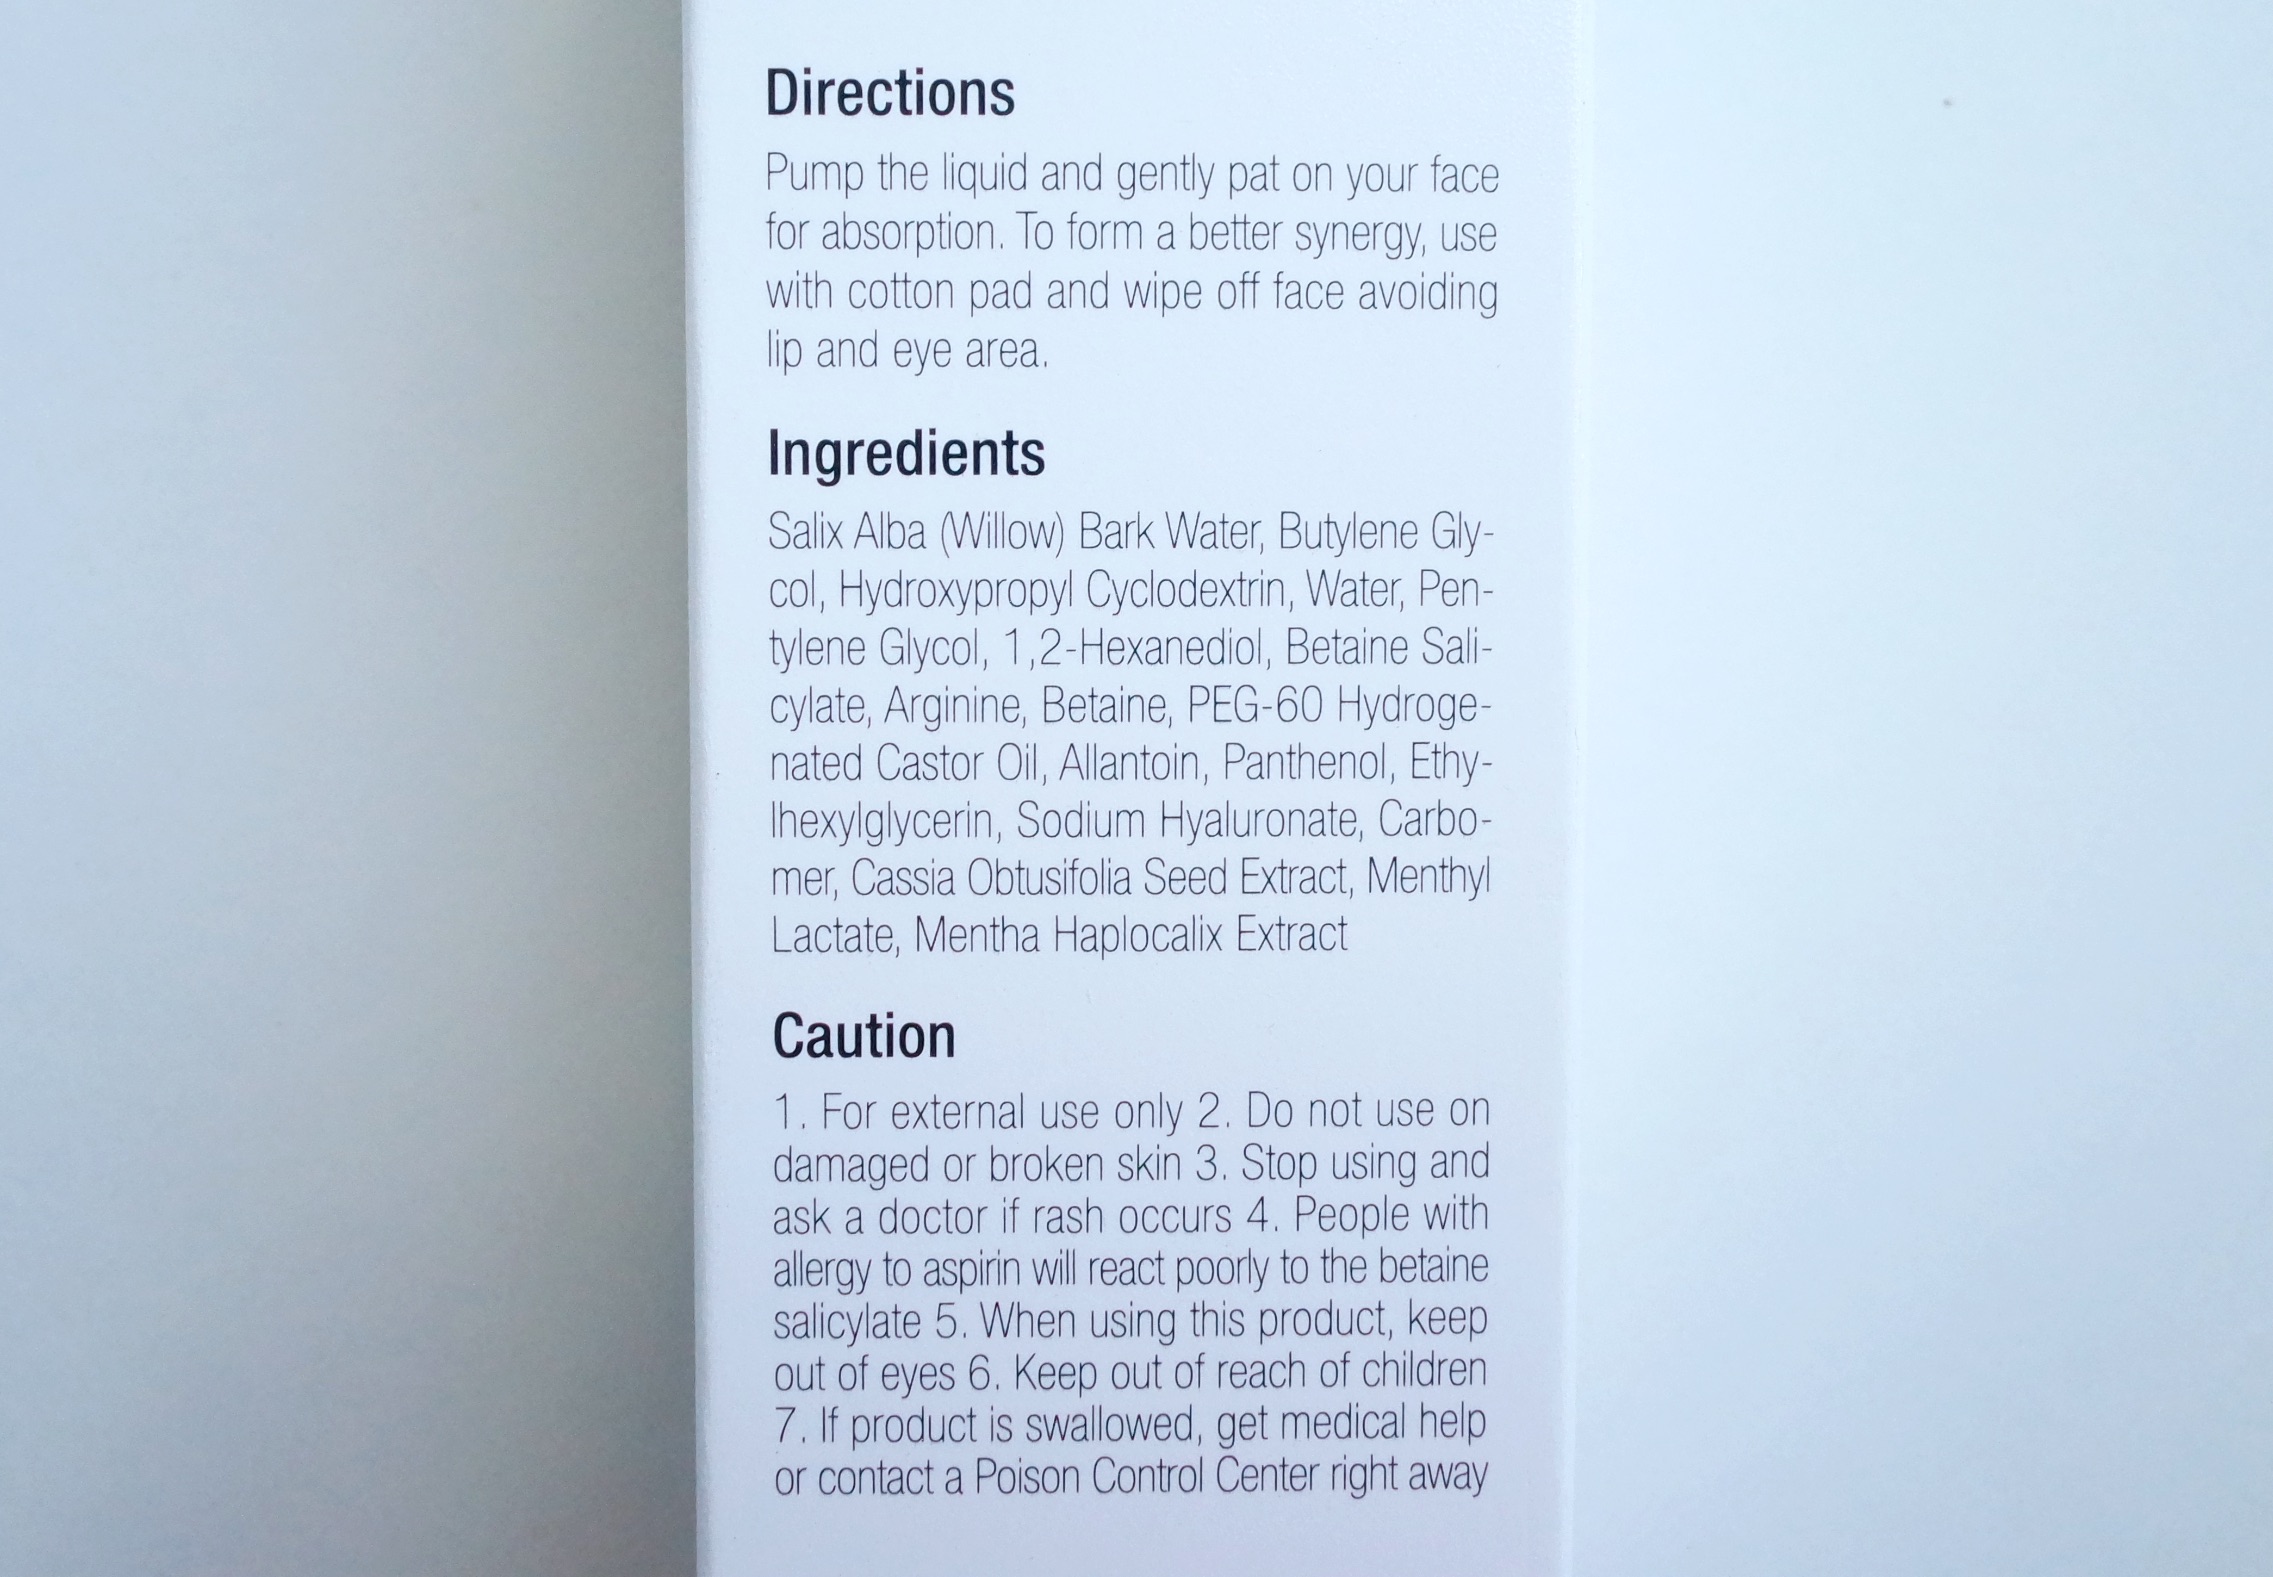 Directions
Pump the liquid and gently pat on your face
for absorption. To form a better synergy, use
with cotton pad and wipe off face avoiding
lip and eye area.
Ingredients
Salix Alba (Willow) Bark Water, Butylene Gly-
col, Hydroxypropyl Cyclodextrin, Water, Pen-
tylene Glycol, 1,2-Hexanediol, Betaine Sali-
cylate, Arginine, Betaine, PEG-60 Hydroge-
nated Castor Oil, Allantoin, Panthenol, Ethy-
lhexylglycerin, Sodium Hyaluronate, Carbo-
mer, Cassia Obtusifolia Seed Extract, Menthyl
Lactate, Mentha Haplocalix Extract
Caution
1. For external use only 2. Do not use on
damaged or broken skin 3. Stop using and
ask a doctor if rash occurs 4. People with
allergy to aspirin will react poorly to the betaine
salicylate 5. When using this product, keep
out of eyes 6. Keep out of reach of children
7. If product is swallowed, get medical help
or contact a Poison Control Center right away